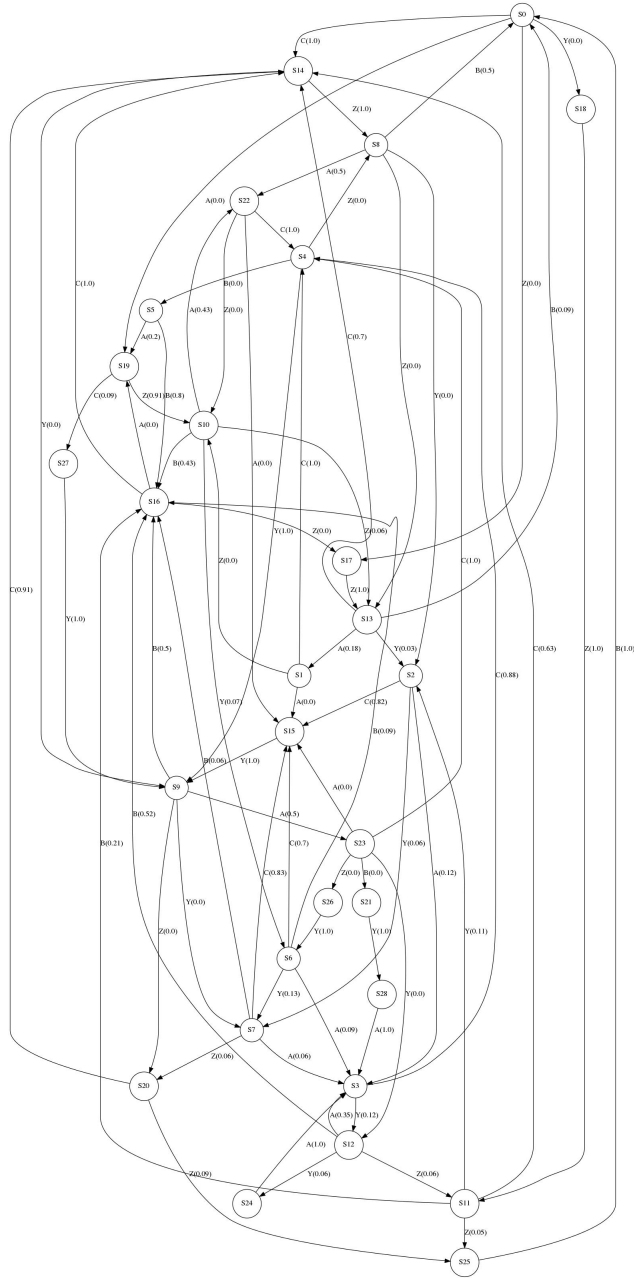 S0
C(1.0)
Y(0.0)
S14
B(0.5)
Z(1.0)
S18
S8
A(0.5)
A(0.0)
S22
C(1.0)
S4
Z(0.0)
C(1.0)
B(0.0)
Z(0.0)
Z(0.0)
B(0.09)
S5
A(0.43)
A(0.2)
C(0.7)
S19
Z(0.0)
C(0.09)
Z(0.91)
B(0.8)
Y(0.0)
S10
A(0.0)
B(0.43)
S27
A(0.0)
S16
Y(1.0)
Z(0.06)
Z(0.0)
S17
Z(0.0)
C(1.0)
Z(1.0)
C(0.91)
Y(0.0)
S13
Y(1.0)
A(0.18)
Y(0.03)
Z(1.0)
B(1.0)
S1
S2
C(0.88)
C(0.63)
A(0.0)
Y(0.07)
C(0.82)
S15
B(0.09)
B(0.5)
Y(1.0)
B(0.06)
S9
A(0.0)
B(0.52)
A(0.5)
B(0.21)
C(0.7)
S23
C(0.83)
Y(0.06)
A(0.12)
Z(0.0)
B(0.0)
S26
S21
Y(0.0)
Y(1.0)
Y(1.0)
Z(0.0)
Y(0.11)
S6
Y(0.13)
S28
Y(0.0)
S7
A(0.09)
A(1.0)
Z(0.06)
A(0.06)
S20
S3
A(0.35)
Y(0.12)
A(1.0)
S12
Z(0.09)
Y(0.06)
Z(0.06)
S24
S11
Z(0.05)
S25